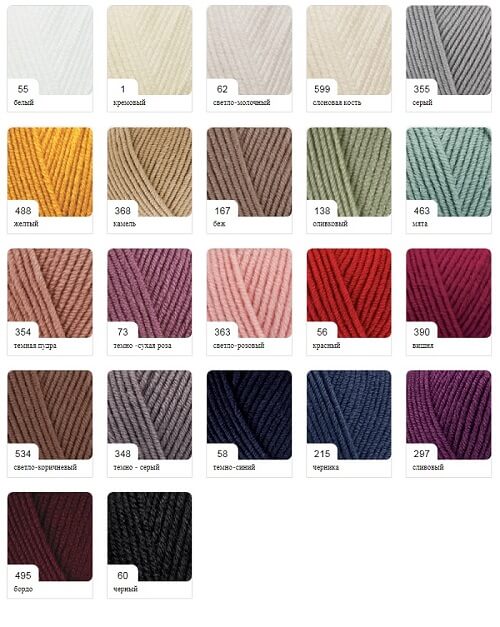 55
белый
1
кремовый
62
светло-молочный
599
слоновая кость
355
серый
488
желтый
368
камель
167
беж
138
оливковый
463
мята
354
темная пудра
73
темно -сухая роза
363
светло-розовый
56
красный
390
вишня
534
светло-коричневый
348
темно - серый
58
темно-синий
215
черника
297
сливовый
495
бордо
60
черный